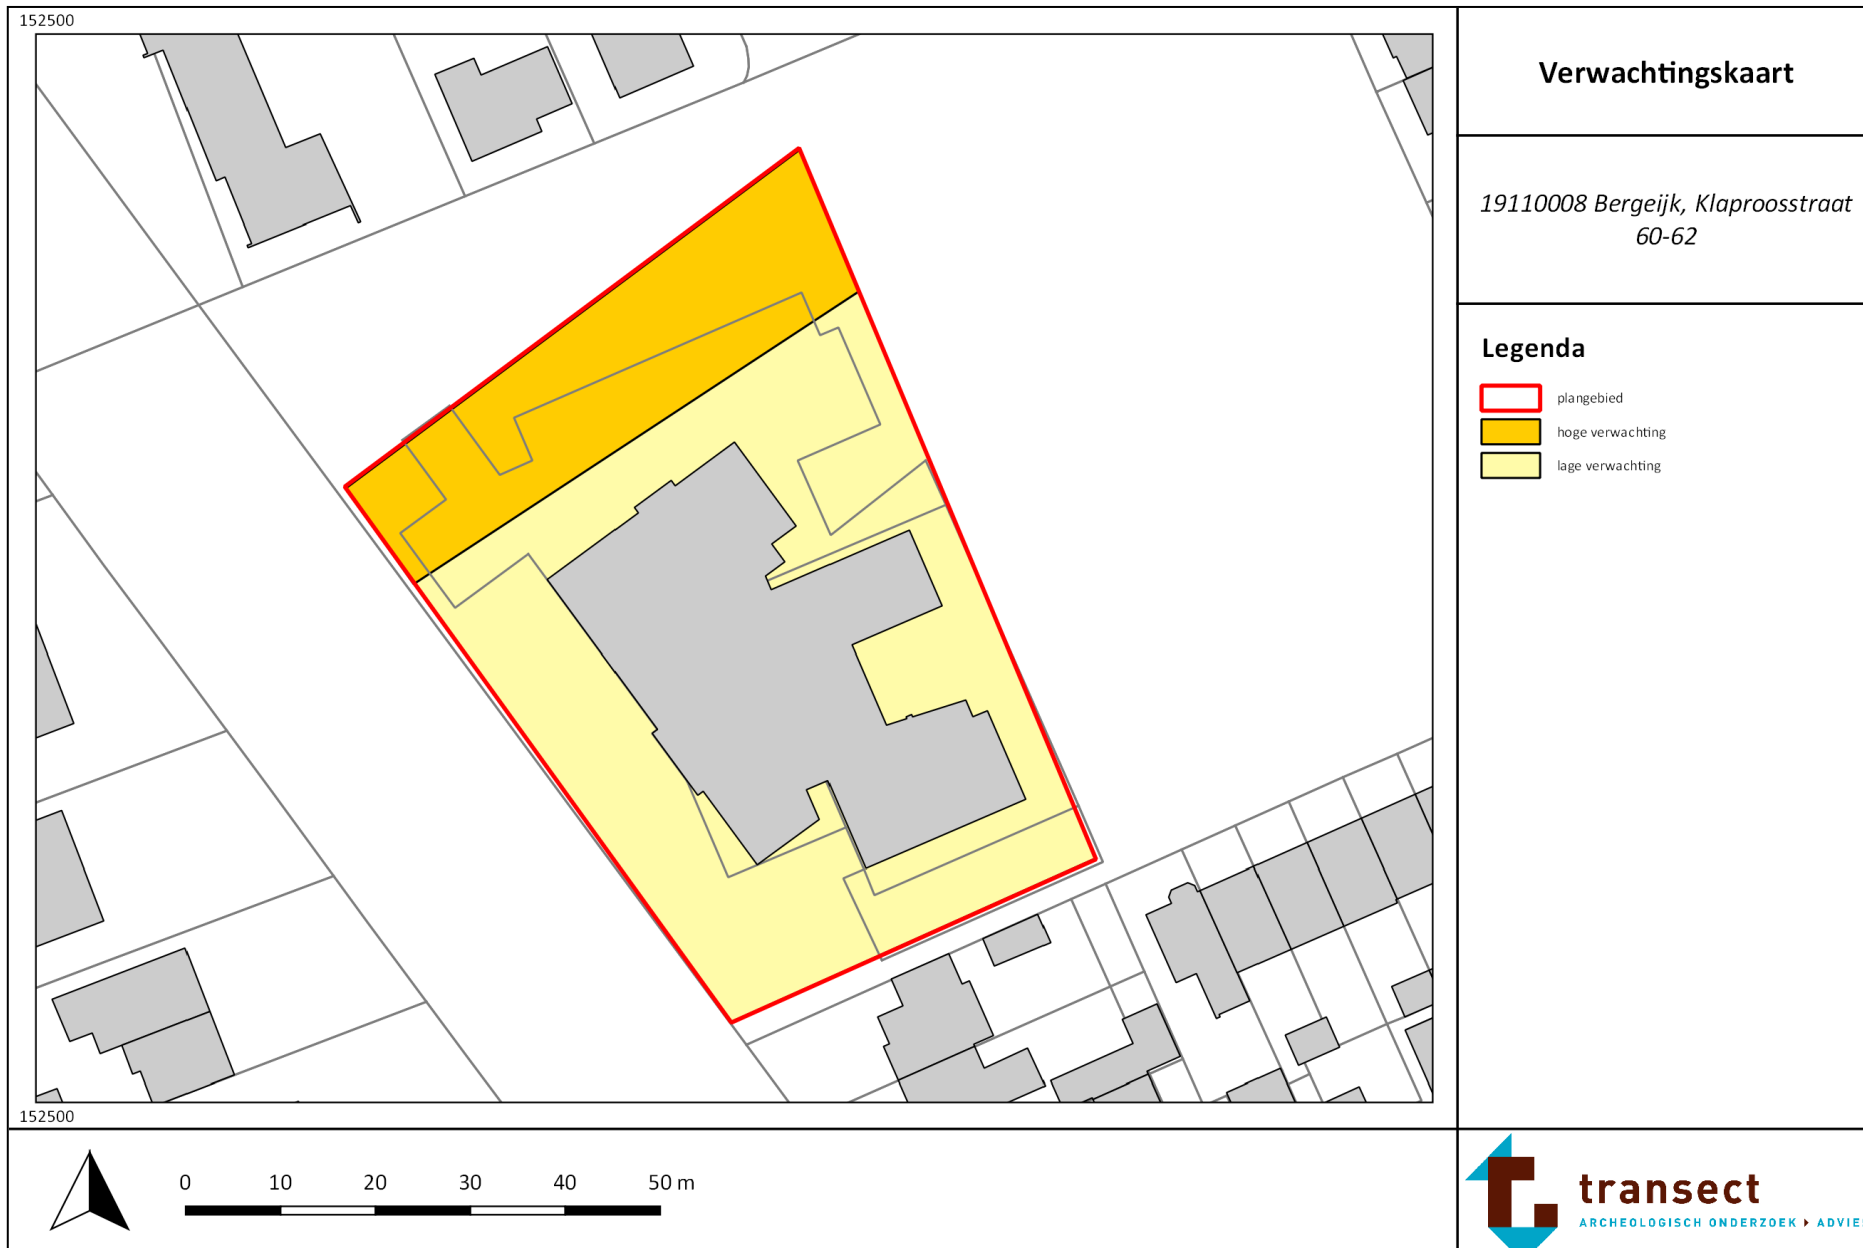 152500
Verwachtingskaart
19110008 Bergeijk, Klaproosstraat
60-62
Legenda
plangebied
hoge verwachting
lage verwachting
152500
0 10 20 30 40 50 m
transect
ARCHEOLOGISCH ONDERZOEK ▸ ADVIE